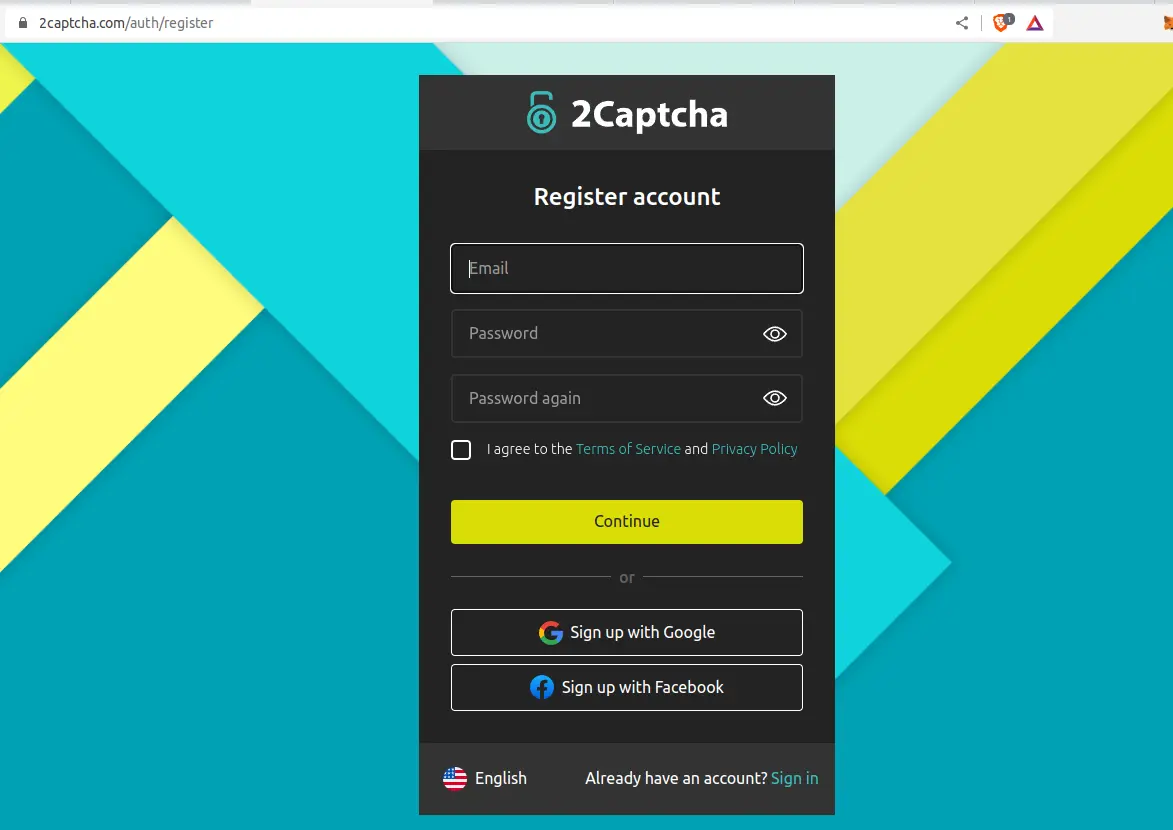 2captcha.com/auth/register
1
2Captcha
Register account
Email
Password
Password again
I agree to the Terms of Service and Privacy Policy
Continue
or
Sign up with Google
Sign up with Facebook
English
Already have an account? Sign in